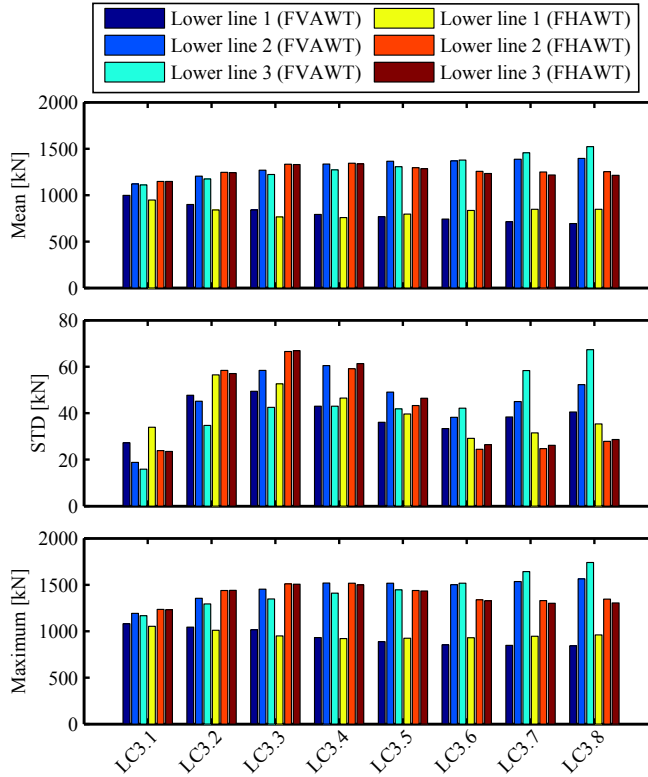 Lower line 1 (FVAWT) Lower line 1 (FHAWT)
Lower line 2 (FVAWT) Lower line 2 (FHAWT)
Lower line 3 (FVAWT) Lower line 3 (FHAWT)
2000
1500
1000
500
0
Mean [kN]
80
60
40
20
0
STD [kN]
2000
1500
1000
500
0
Maximum [kN]
LC3.1 LC3.2 LC3.3 LC3.4 LC3.5 LC3.6 LC3.7 LC3.8